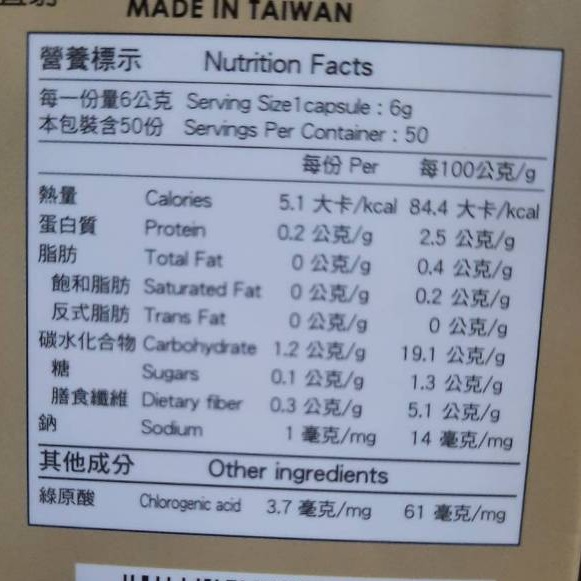 MADE IN TAIWAN
營養標示 Nutrition Facts
每一份量6公克 Serving Size1capsule : 6g
本包裝含50份 Servings Per Container : 50
每份 Per 每100公克/g
熱量 Calories 5.1 大卡/kcal 84.4 大卡/kcal
蛋白質 Protein 0.2 公克/g 2.5 公克/g
脂肪 Total Fat 0 公克/g 0.4 公克/g
飽和脂肪 Saturated Fat 0 公克/g 0.2 公克/g
反式脂肪 Trans Fat 0 公克/g 0 公克/g
碳水化合物 Carbohydrate 1.2 公克/g 19.1 公克/g
糖 Sugars 0.1 公克/g 1.3 公克/g
膳食纖維 Dietary fiber 0.3 公克/g 5.1 公克/g
鈉 Sodium 1 毫克/mg 14 毫克/mg
其他成分 Other ingredients
綠原酸 Chlorogenic acid 3.7 毫克/mg 61 毫克/mg